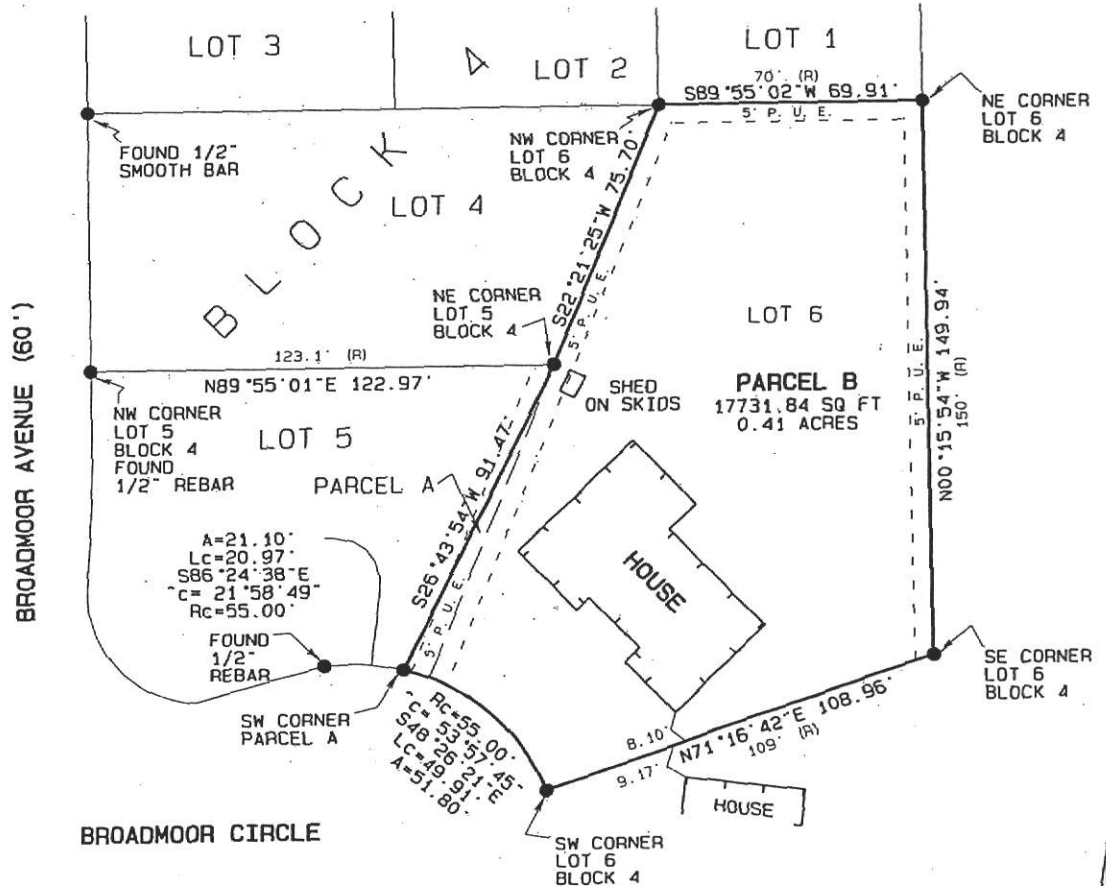 LOT 3
4
LOT 2
LOT 1
70' (R)
S89°55'02"W 69.91'
5' P. U. E.
NE CORNER
LOT 6
BLOCK 4
NW CORNER
LOT 6
BLOCK 4
FOUND 1/2"
SMOOTH BAR
BLOCK
LOT 4
S22°21'25"W 75.70'
5' P. U. E.
NE CORNER
LOT 5
BLOCK 4
LOT 6
BROADMOOR AVENUE (60')
123.1' (R)
N89°55'01"E 122.97'
SHED
ON SKIDS
PARCEL B
17731.84 SQ FT
0.41 ACRES
5' P. U. E.
N00°15'54"W 149.94'
150' (R)
NW CORNER
LOT 5
BLOCK 4
FOUND
1/2" REBAR
LOT 5
PARCEL A
S26°43'54"W 91.47'
5' P. U. E.
A=21.10'
Lc=20.97'
S86°24'38"E
^c= 21°58'49"
Rc=55.00'
FOUND
1/2"
REBAR
HOUSE
SE CORNER
LOT 6
BLOCK 4
SW CORNER
PARCEL A
Rc=55.00'
^c= 53°57'45"
S48°26'21"E
Lc=49.91'
A=51.80'
8.10'
N71°16'42"E 108.96'
109' (R)
9.17'
HOUSE
BROADMOOR CIRCLE
SW CORNER
LOT 6
BLOCK 4